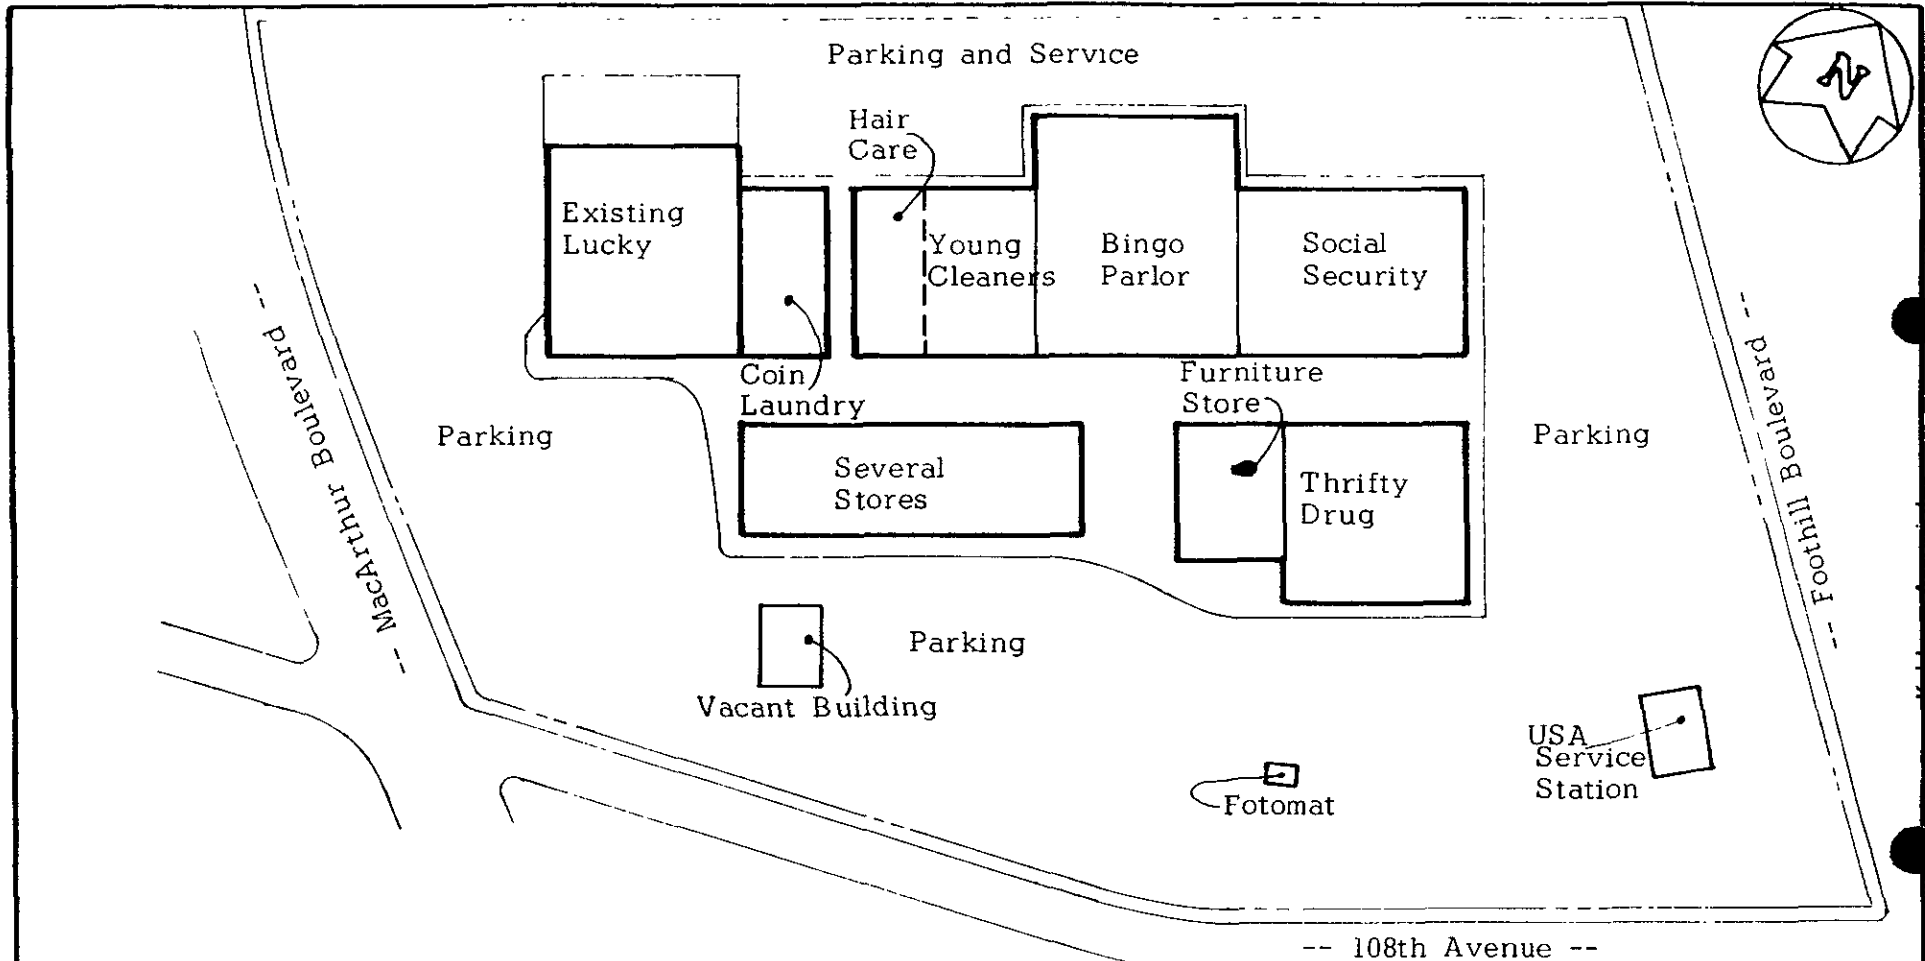 Parking and Service
N
Hair
Care
Existing
Lucky
Young
Cleaners
Bingo
Parlor
Social
Security
Coin
Laundry
Furniture
Store
-- MacArthur Boulevard --
Parking
Several
Stores
Thrifty
Drug
Parking
-- Foothill Boulevard --
Parking
Vacant Building
USA
Service
Station
Fotomat
-- 108th Avenue --